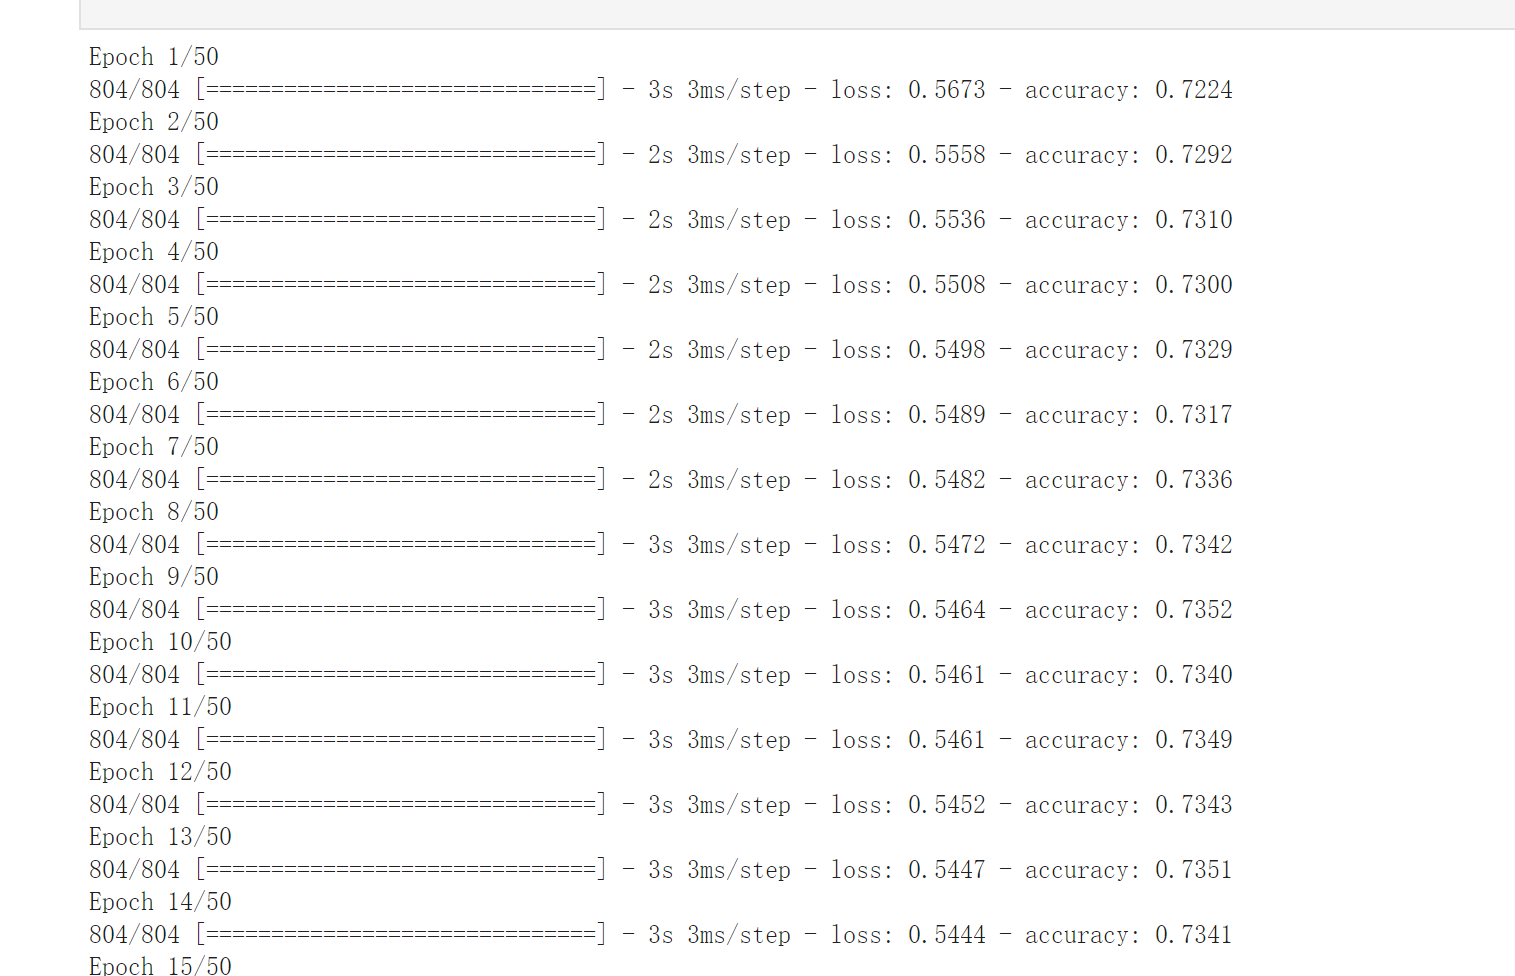 Epoch 1/50
804/804 [==============================] - 3s 3ms/step - loss: 0.5673 - accuracy: 0.7224
Epoch 2/50
804/804 [==============================] - 2s 3ms/step - loss: 0.5558 - accuracy: 0.7292
Epoch 3/50
804/804 [==============================] - 2s 3ms/step - loss: 0.5536 - accuracy: 0.7310
Epoch 4/50
804/804 [==============================] - 2s 3ms/step - loss: 0.5508 - accuracy: 0.7300
Epoch 5/50
804/804 [==============================] - 2s 3ms/step - loss: 0.5498 - accuracy: 0.7329
Epoch 6/50
804/804 [==============================] - 2s 3ms/step - loss: 0.5489 - accuracy: 0.7317
Epoch 7/50
804/804 [==============================] - 2s 3ms/step - loss: 0.5482 - accuracy: 0.7336
Epoch 8/50
804/804 [==============================] - 3s 3ms/step - loss: 0.5472 - accuracy: 0.7342
Epoch 9/50
804/804 [==============================] - 3s 3ms/step - loss: 0.5464 - accuracy: 0.7352
Epoch 10/50
804/804 [==============================] - 3s 3ms/step - loss: 0.5461 - accuracy: 0.7340
Epoch 11/50
804/804 [==============================] - 3s 3ms/step - loss: 0.5461 - accuracy: 0.7349
Epoch 12/50
804/804 [==============================] - 3s 3ms/step - loss: 0.5452 - accuracy: 0.7343
Epoch 13/50
804/804 [==============================] - 3s 3ms/step - loss: 0.5447 - accuracy: 0.7351
Epoch 14/50
804/804 [==============================] - 3s 3ms/step - loss: 0.5444 - accuracy: 0.7341
Epoch 15/50